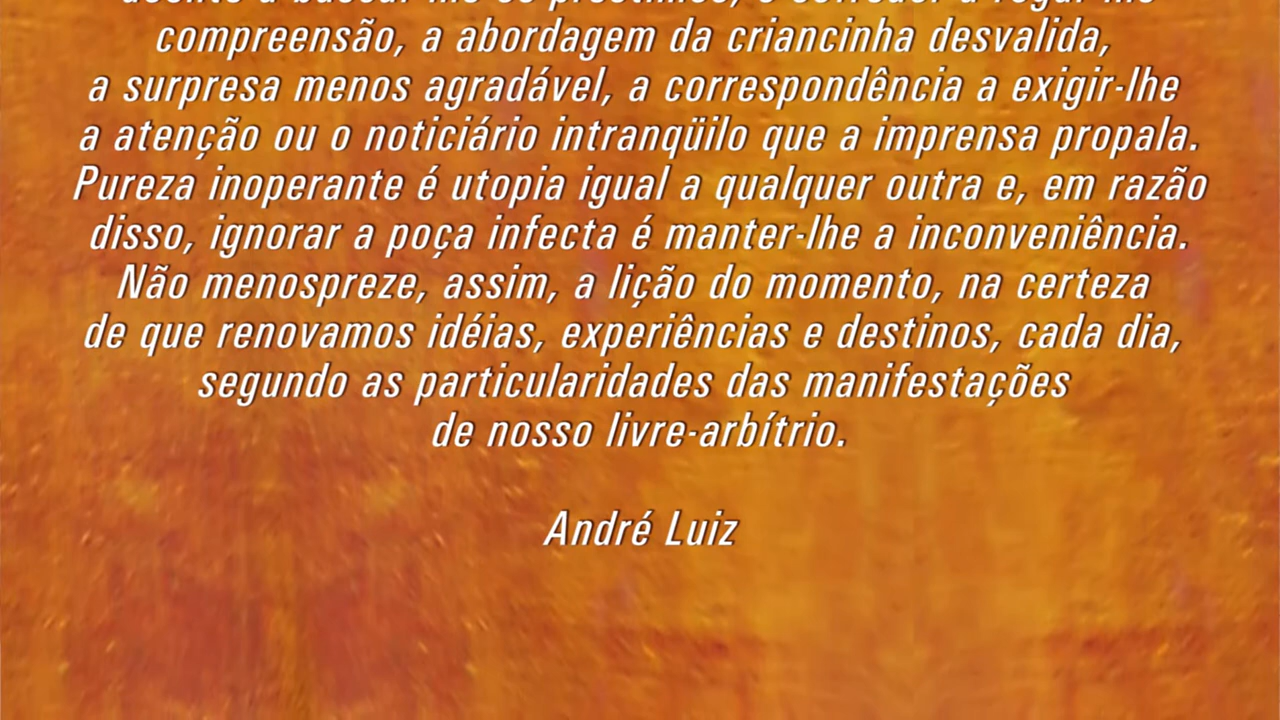 compreensão, a abordagem da criancinha desvalida,
a surpresa menos agradável, a correspondência a exigir-lhe
a atenção ou o noticiário intranqüilo que a imprensa propala.
Pureza inoperante é utopia igual a qualquer outra e, em razão
disso, ignorar a poça infecta é manter-lhe a inconveniência.
Não menospreze, assim, a lição do momento, na certeza
de que renovamos idéias, experiências e destinos, cada dia,
segundo as particularidades das manifestações
de nosso livre-arbítrio.
André Luiz